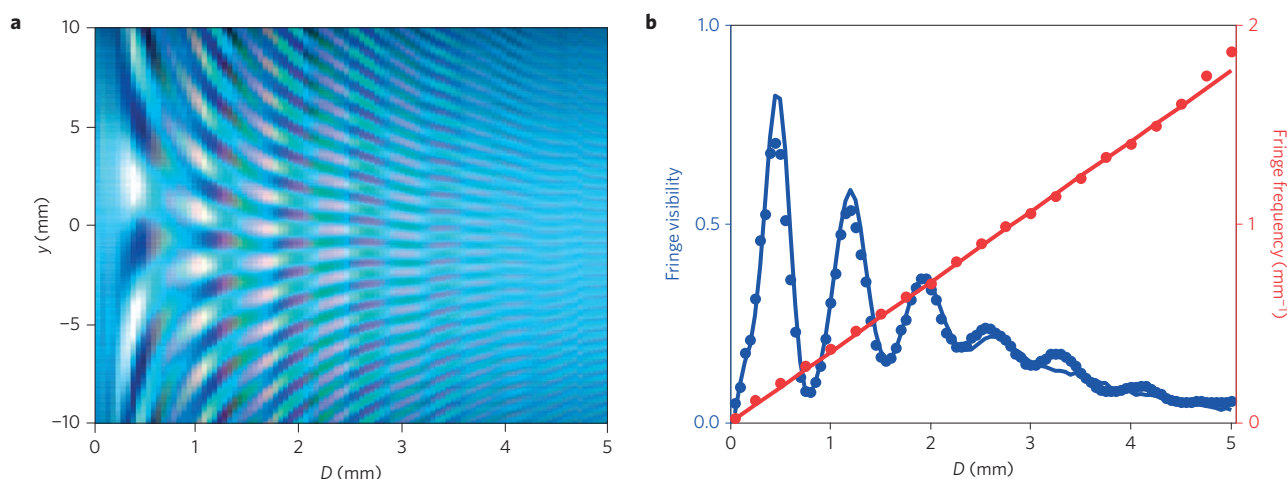 a
10
5
0
−5
−10
y (mm)
0 1 2 3 4 5
D (mm)
b
1.0
0.5
0.0
Fringe visibility
0 1 2 3 4 5
D (mm)
2
1
0
Fringe frequency (mm⁻¹)